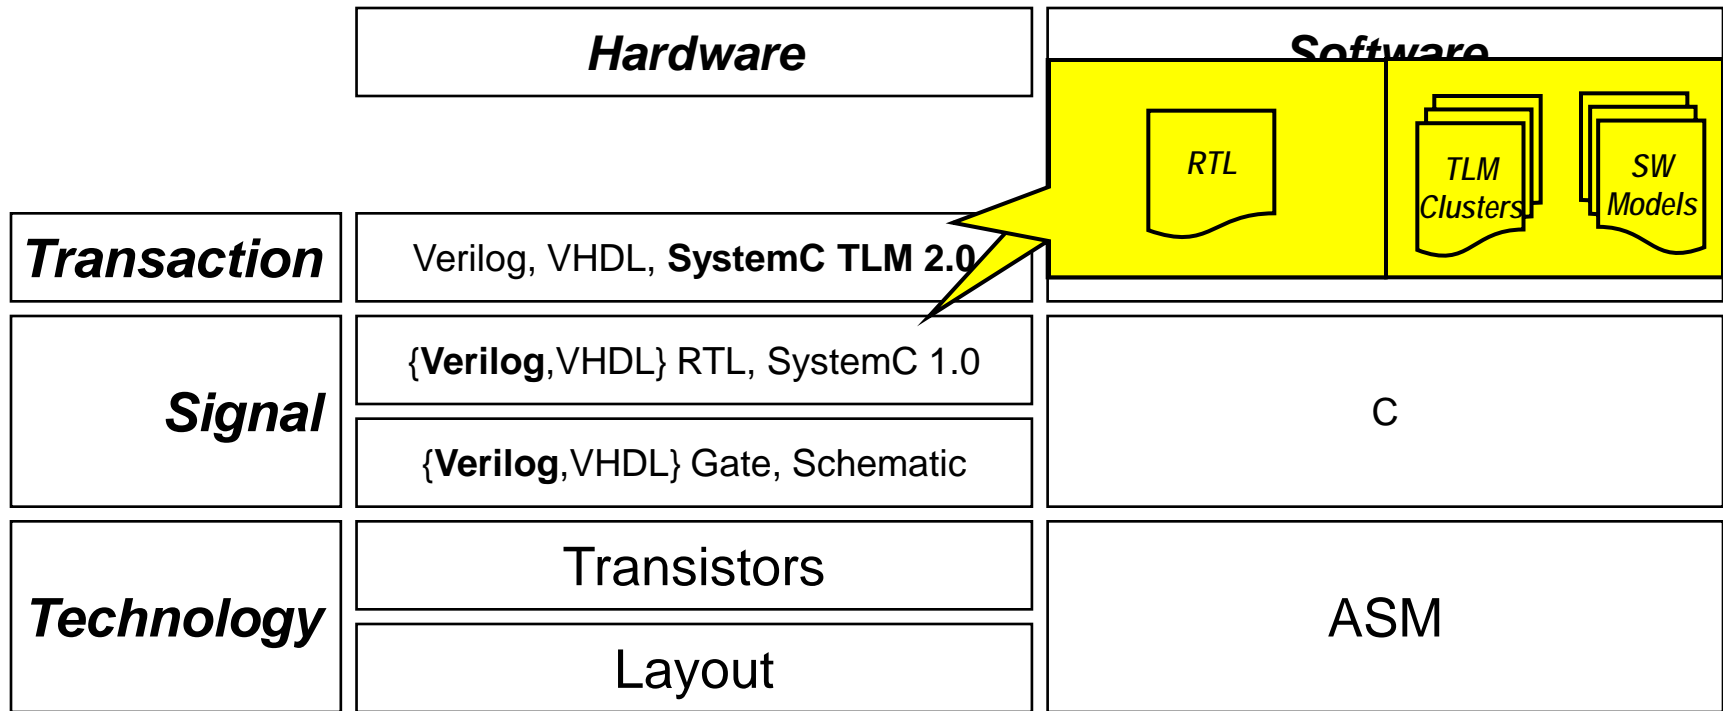 Hardware
Software
RTL
TLM
Clusters
SW
Models
Transaction
Verilog, VHDL, SystemC TLM 2.0
Signal
{Verilog,VHDL} RTL, SystemC 1.0
{Verilog,VHDL} Gate, Schematic
C
Technology
Transistors
Layout
ASM